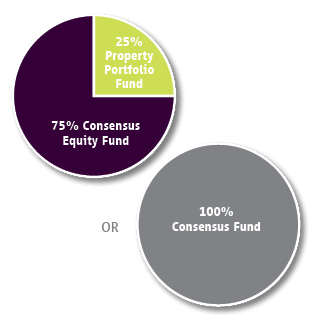 25%
Property
Portfolio
Fund
75% Consensus
Equity Fund
OR
100%
Consensus Fund